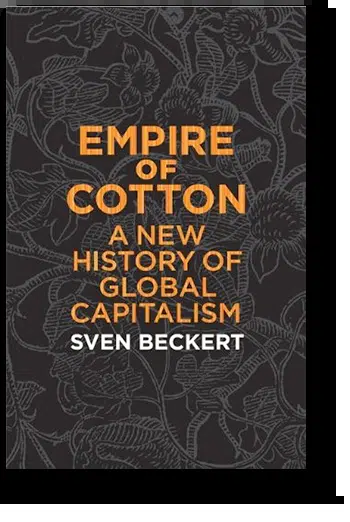 EMPIRE
OF
COTTON
A NEW
HISTORY OF
GLOBAL
CAPITALISM
SVEN BECKERT